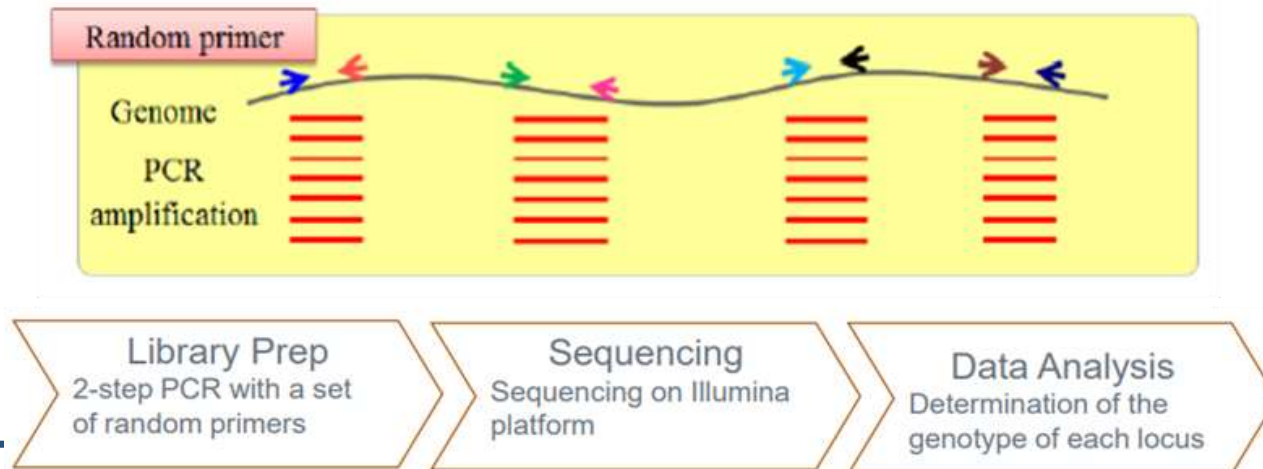 Random primer
Genome
PCR
amplification
Library Prep
2-step PCR with a set
of random primers
Sequencing
Sequencing on Illumina
platform
Data Analysis
Determination of the
genotype of each locus